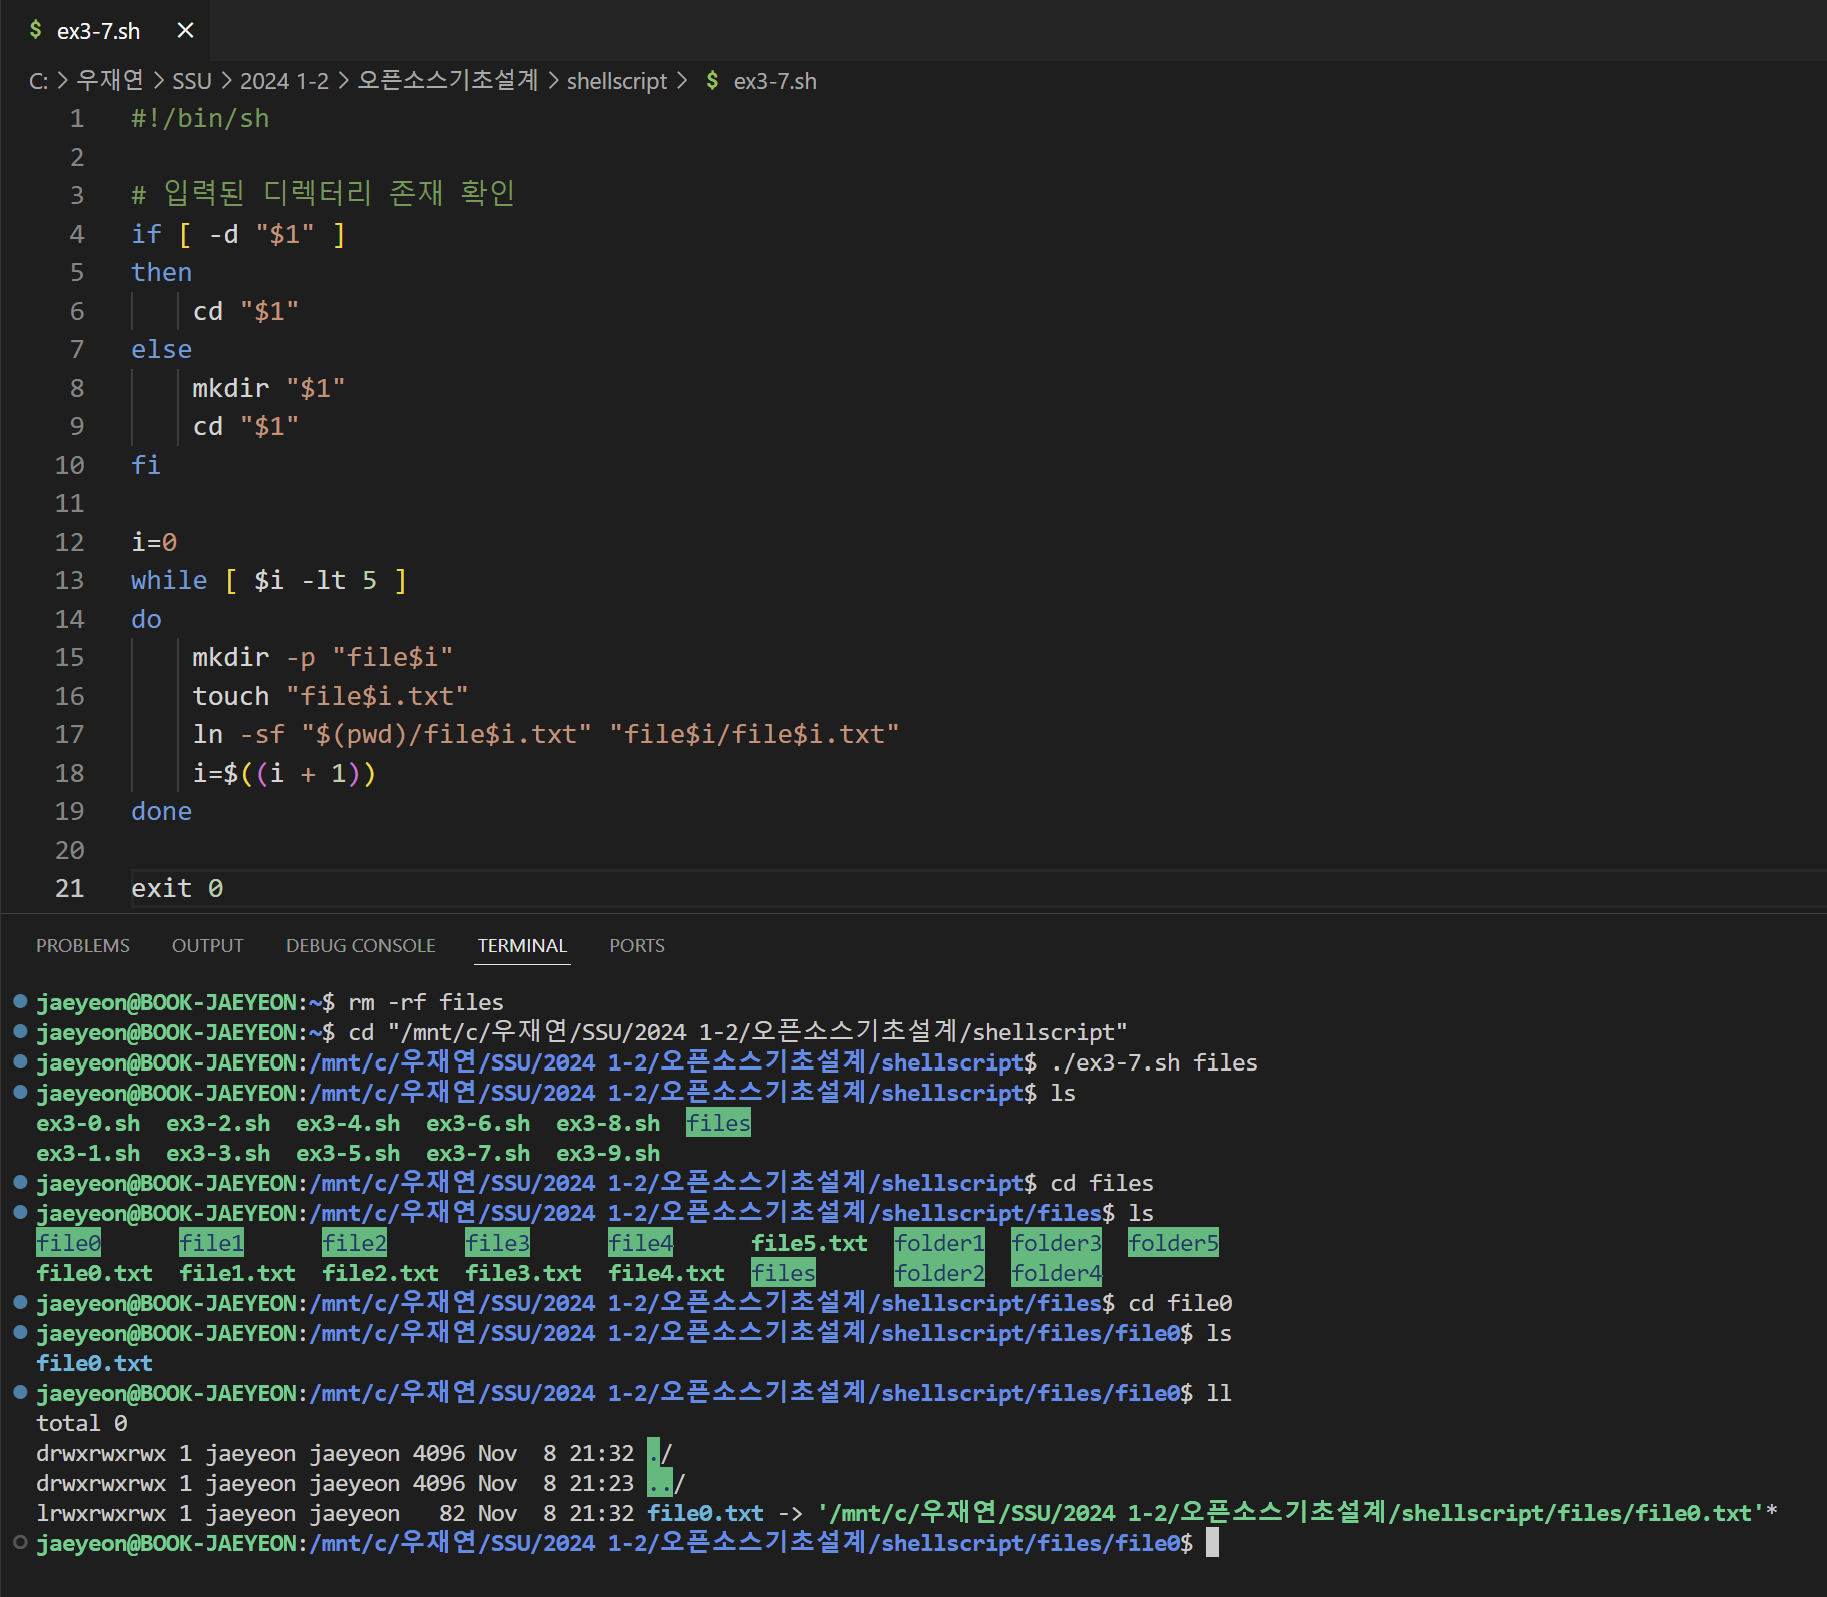 $ ex3-7.sh ×
C: > 우재연 > SSU > 2024 1-2 > 오픈소스기초설계 > shellscript > $ ex3-7.sh
1 #!/bin/sh
2
3 # 입력된 디렉터리 존재 확인
4 if [ -d "$1" ]
5 then
6 cd "$1"
7 else
8 mkdir "$1"
9 cd "$1"
10 fi
11
12 i=0
13 while [ $i -lt 5 ]
14 do
15 mkdir -p "file$i"
16 touch "file$i.txt"
17 ln -sf "$(pwd)/file$i.txt" "file$i/file$i.txt"
18 i=$((i + 1))
19 done
20
21 exit 0
PROBLEMS OUTPUT DEBUG CONSOLE TERMINAL PORTS
jaeyeon@BOOK-JAEYEON:~$ rm -rf files
jaeyeon@BOOK-JAEYEON:~$ cd "/mnt/c/우재연/SSU/2024 1-2/오픈소스기초설계/shellscript"
jaeyeon@BOOK-JAEYEON:/mnt/c/우재연/SSU/2024 1-2/오픈소스기초설계/shellscript$ ./ex3-7.sh files
jaeyeon@BOOK-JAEYEON:/mnt/c/우재연/SSU/2024 1-2/오픈소스기초설계/shellscript$ ls
ex3-0.sh ex3-2.sh ex3-4.sh ex3-6.sh ex3-8.sh files
ex3-1.sh ex3-3.sh ex3-5.sh ex3-7.sh ex3-9.sh
jaeyeon@BOOK-JAEYEON:/mnt/c/우재연/SSU/2024 1-2/오픈소스기초설계/shellscript$ cd files
jaeyeon@BOOK-JAEYEON:/mnt/c/우재연/SSU/2024 1-2/오픈소스기초설계/shellscript/files$ ls
file0 file1 file2 file3 file4 file5.txt folder1 folder3 folder5
file0.txt file1.txt file2.txt file3.txt file4.txt files folder2 folder4
jaeyeon@BOOK-JAEYEON:/mnt/c/우재연/SSU/2024 1-2/오픈소스기초설계/shellscript/files$ cd file0
jaeyeon@BOOK-JAEYEON:/mnt/c/우재연/SSU/2024 1-2/오픈소스기초설계/shellscript/files/file0$ ls
file0.txt
jaeyeon@BOOK-JAEYEON:/mnt/c/우재연/SSU/2024 1-2/오픈소스기초설계/shellscript/files/file0$ ll
total 0
drwxrwxrwx 1 jaeyeon jaeyeon 4096 Nov  8 21:32 ./
drwxrwxrwx 1 jaeyeon jaeyeon 4096 Nov  8 21:23 ../
lrwxrwxrwx 1 jaeyeon jaeyeon   82 Nov  8 21:32 file0.txt -> '/mnt/c/우재연/SSU/2024 1-2/오픈소스기초설계/shellscript/files/file0.txt'*
jaeyeon@BOOK-JAEYEON:/mnt/c/우재연/SSU/2024 1-2/오픈소스기초설계/shellscript/files/file0$